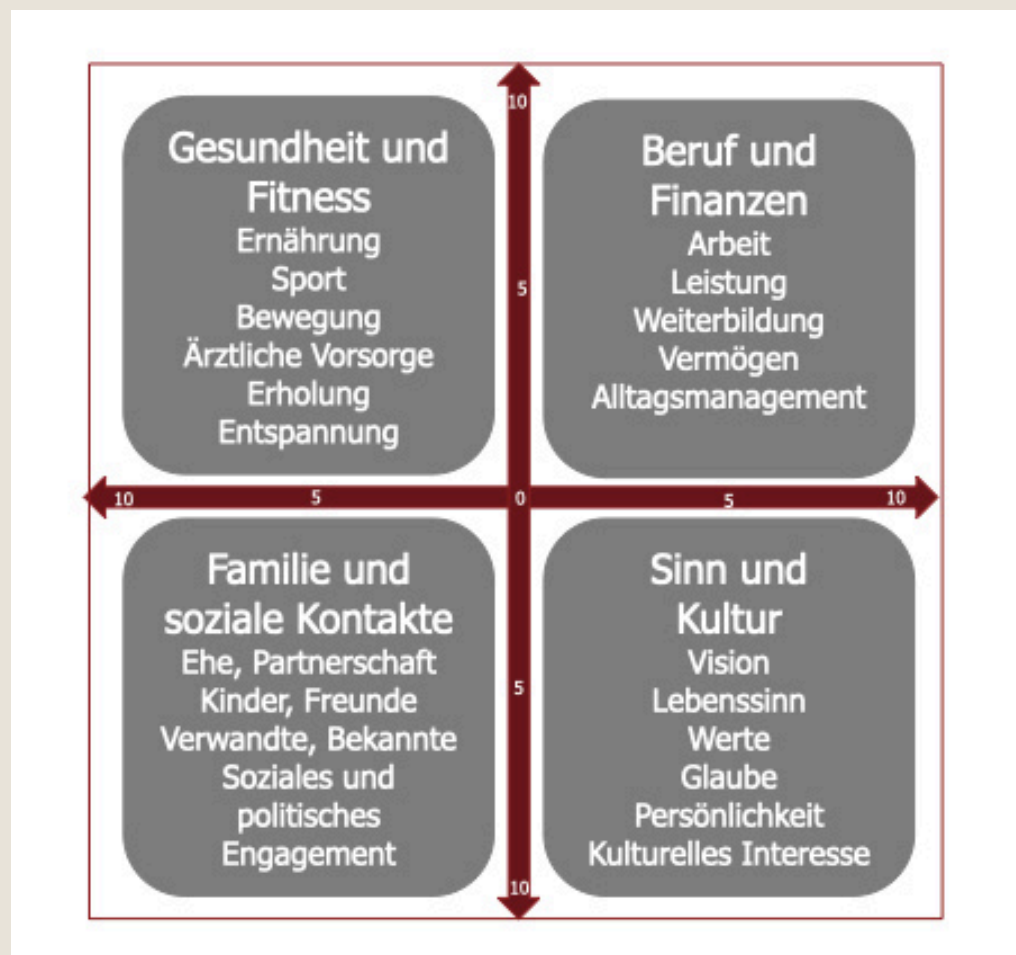 10
Gesundheit und
Fitness
Ernährung
Sport
Bewegung
Ärztliche Vorsorge
Erholung
Entspannung
5
Beruf und
Finanzen
Arbeit
Leistung
Weiterbildung
Vermögen
Alltagsmanagement
10 5 0 5 10
Familie und
soziale Kontakte
Ehe, Partnerschaft
Kinder, Freunde
Verwandte, Bekannte
Soziales und
politisches
Engagement
5
Sinn und
Kultur
Vision
Lebenssinn
Werte
Glaube
Persönlichkeit
Kulturelles Interesse
10